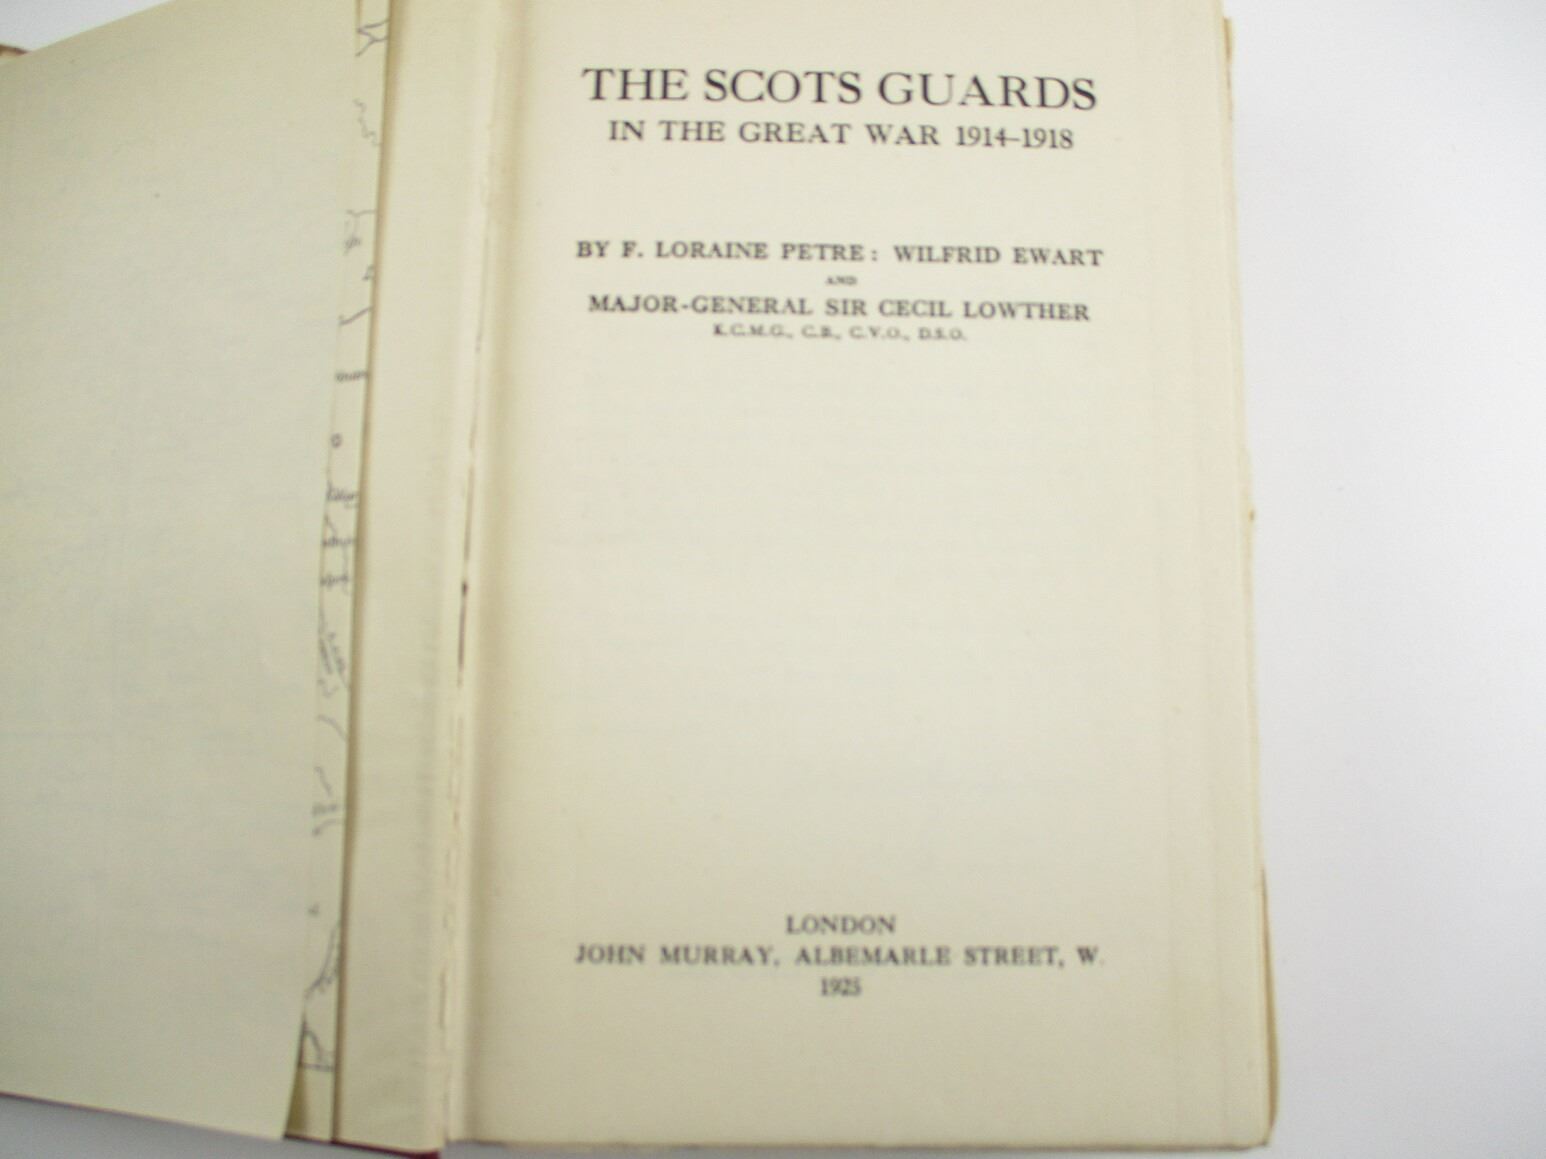 THE SCOTS GUARDS
IN THE GREAT WAR 1914–1918
BY F. LORAINE PETRE: WILFRID EWART
AND
MAJOR-GENERAL SIR CECIL LOWTHER
K.C.M.G., C.B., C.V.O., D.S.O.
LONDON
JOHN MURRAY, ALBEMARLE STREET, W.
1925